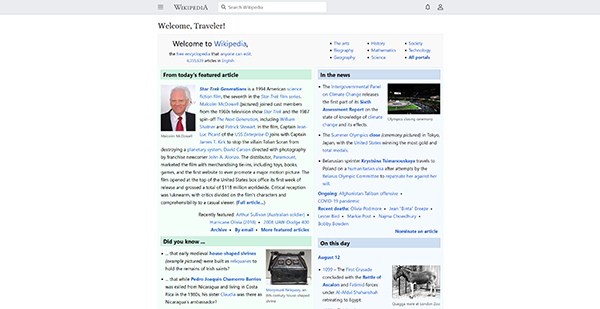 WIKIPEDIA
Search Wikipedia
Welcome, Traveler!
Welcome to Wikipedia,
the free encyclopedia that anyone can edit.
articles in English
The arts
Biography
Geography
History
Mathematics
Science
Society
Technology
All portals
From today's featured article
Star Trek Generations is a 1994 American science
fiction film, the seventh in the Star Trek film series.
Malcolm McDowell (pictured) joined cast members
from the 1960s television show Star Trek and the 1987
spin-off The Next Generation, including William
Shatner and Patrick Stewart. In the film, Captain Jean-
Luc Picard of the USS Enterprise-D joins with Captain
James T. Kirk to stop the villain Tolian Soran from
destroying a planetary system. David Carson directed with photography
by franchise newcomer John A. Alonzo. The distributor, Paramount,
marketed the film with merchandising tie-ins, including toys, books,
games, and the first website to ever promote a major motion picture. The
film opened at the top of the United States box office its first week of
release and grossed a total of $118 million worldwide. Critical reception
was lukewarm, with critics divided on the film's characters and
comprehensibility to a casual viewer. (Full article...)
Malcolm McDowell
Recently featured: Arthur Sullivan (Australian soldier) •
Hurricane Olivia (2018) • 2008 UAW-Dodge 400
Archive • By email • More featured articles
Did you know ...
... that early medieval house-shaped shrines
(example pictured) were built as reliquaries to
hold the remains of Irish saints?
... that while Pedro Joaquín Chamorro Barrios
was exiled from Nicaragua and living in Costa
Rica in the 1980s, his sister Claudia was there as
Nicaragua's ambassador?
Monymusk Reliquary, an
8th-century house-shaped
shrine
In the news
The Intergovernmental Panel
on Climate Change releases
the first part of its Sixth
Assessment Report on the
state of knowledge of climate
change and its effects.
Olympics closing ceremony
The Summer Olympics close (ceremony pictured) in Tokyo,
Japan, with the United States winning the most gold and
total medals.
Belarusian sprinter Krystsina Tsimanouskaya travels to
Poland on a humanitarian visa after attempts by the
Belarus Olympic Committee to repatriate her against her
will.
Ongoing: Afghanistan Taliban offensive •
COVID-19 pandemic
Recent deaths: Olivia Podmore • Jean "Binta" Breeze •
Lester Bird • Markie Post • Najma Chowdhury •
Bobby Bowden
Nominate an article
On this day
August 12
1099 – The First Crusade
concluded with the Battle of
Ascalon and Fatimid forces
under Al-Afdal Shahanshah
retreating to Egypt.
Quagga mare at London Zoo